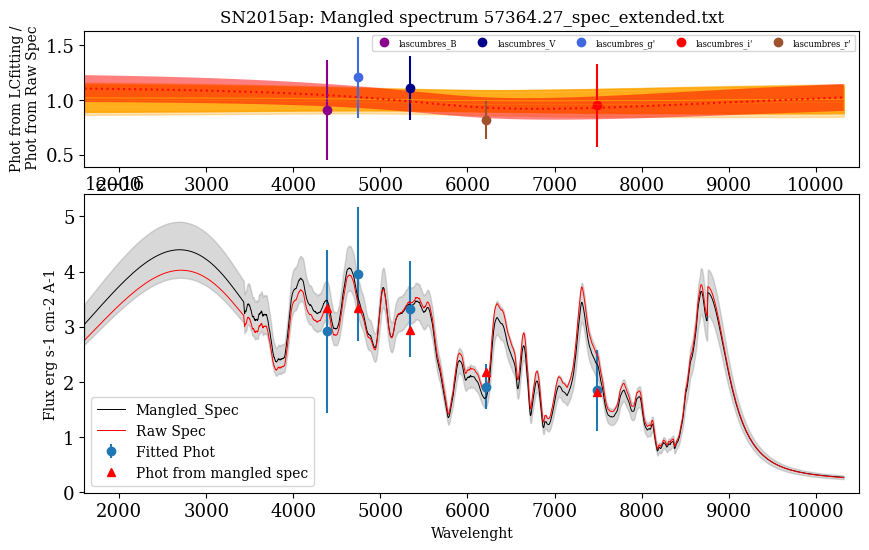 SN2015ap: Mangled spectrum 57364.27_spec_extended.txt
Phot from LCfitting /
Phot from Raw Spec
1.5
1.0
0.5
lascumbres_B
lascumbres_V
lascumbres_g'
lascumbres_i'
lascumbres_r'
2000 3000 4000 5000 6000 7000 8000 9000 10000
1e−16
Flux erg s-1 cm-2 A-1
5
4
3
2
1
0
Mangled_Spec
Raw Spec
Fitted Phot
Phot from mangled spec
2000 3000 4000 5000 6000 7000 8000 9000 10000
Wavelenght